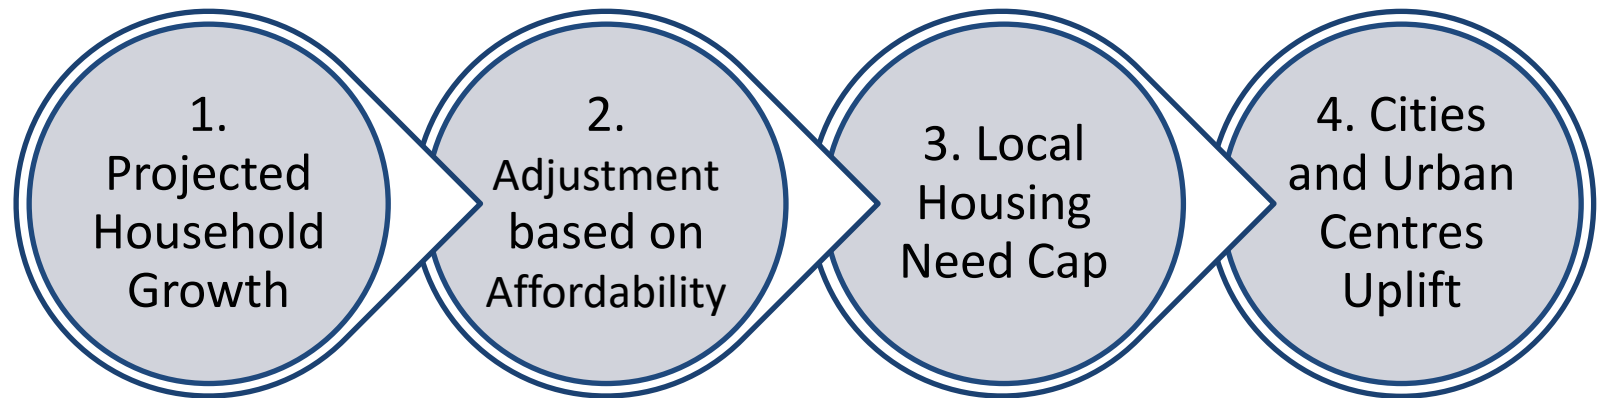 1.
Projected
Household
Growth
2.
Adjustment
based on
Affordability
3. Local
Housing
Need Cap
4. Cities
and Urban
Centres
Uplift